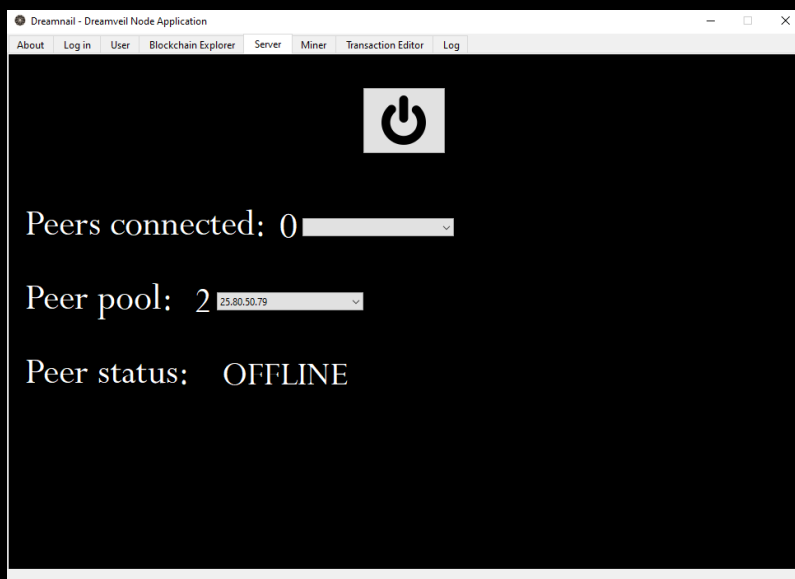 Dreamnail - Dreamveil Node Application
About Log in User Blockchain Explorer Server Miner Transaction Editor Log
Peers connected: 0
Peer pool: 2 25.80.50.79
Peer status: OFFLINE